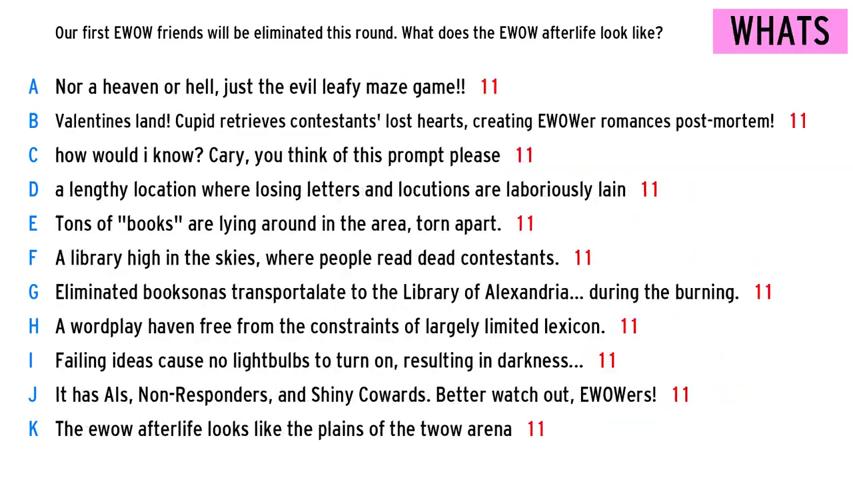 Our first EWOW friends will be eliminated this round. What does the EWOW afterlife look like?
WHATS
A Nor a heaven or hell, just the evil leafy maze game!! 11
B Valentines land! Cupid retrieves contestants' lost hearts, creating EWOWer romances post-mortem! 11
C how would i know? Cary, you think of this prompt please 11
D a lengthy location where losing letters and locutions are laboriously lain 11
E Tons of "books" are lying around in the area, torn apart. 11
F A library high in the skies, where people read dead contestants. 11
G Eliminated booksonas transportalate to the Library of Alexandria... during the burning. 11
H A wordplay haven free from the constraints of largely limited lexicon. 11
I Failing ideas cause no lightbulbs to turn on, resulting in darkness... 11
J It has AIs, Non-Responders, and Shiny Cowards. Better watch out, EWOWers! 11
K The ewow afterlife looks like the plains of the twow arena 11